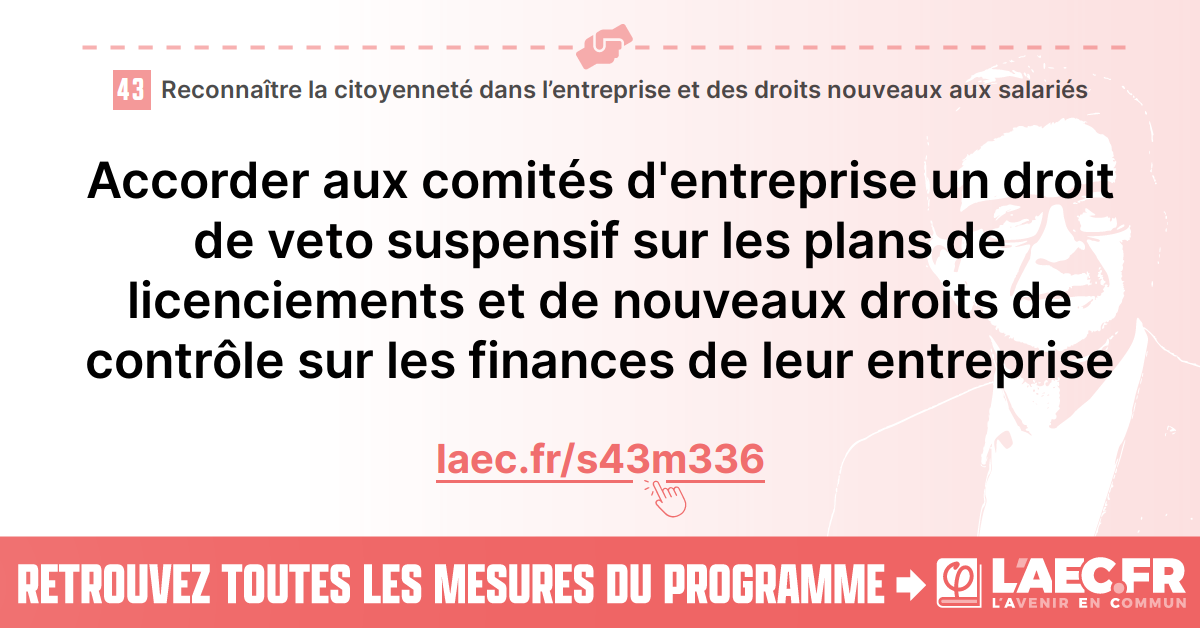 43 Reconnaître la citoyenneté dans l’entreprise et des droits nouveaux aux salariés
Accorder aux comités d'entreprise un droit
de veto suspensif sur les plans de
licenciements et de nouveaux droits de
contrôle sur les finances de leur entreprise
laec.fr/s43m336
RETROUVEZ TOUTES LES MESURES DU PROGRAMME
φ L'AEC.FR
L'AVENIR EN COMMUN